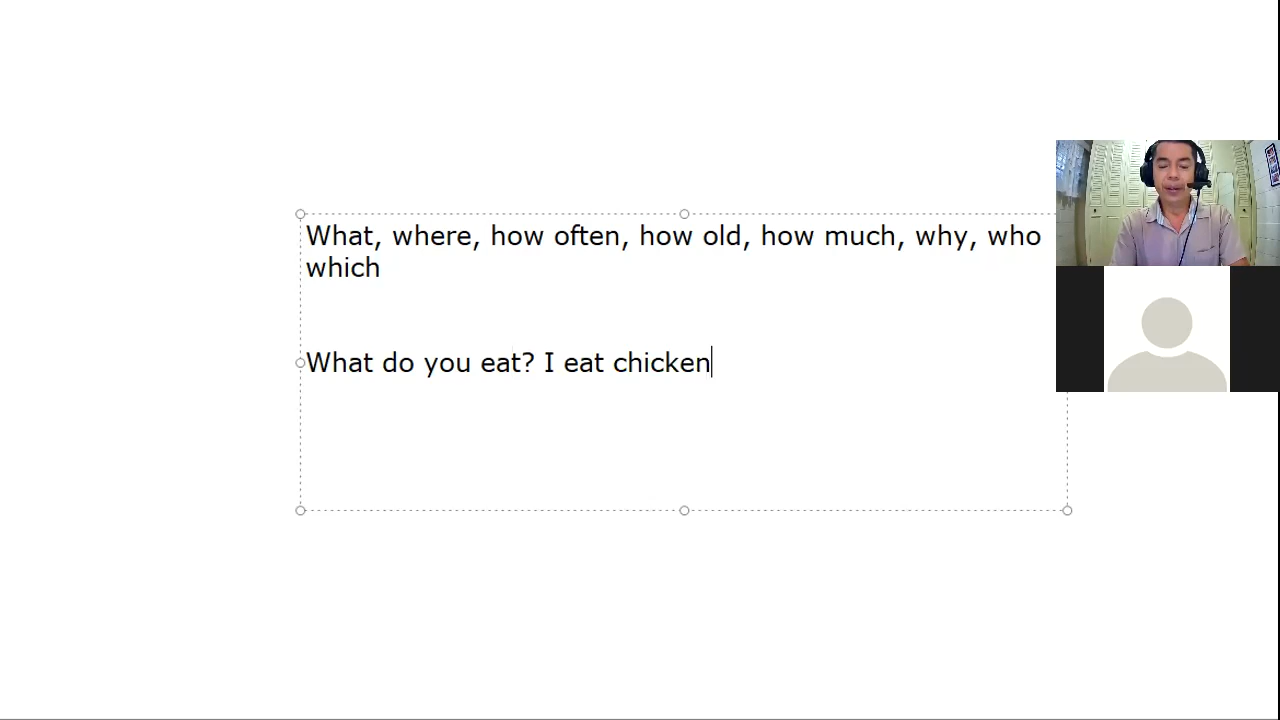 What, where, how often, how old, how much, why, who
which
What do you eat? I eat chicken